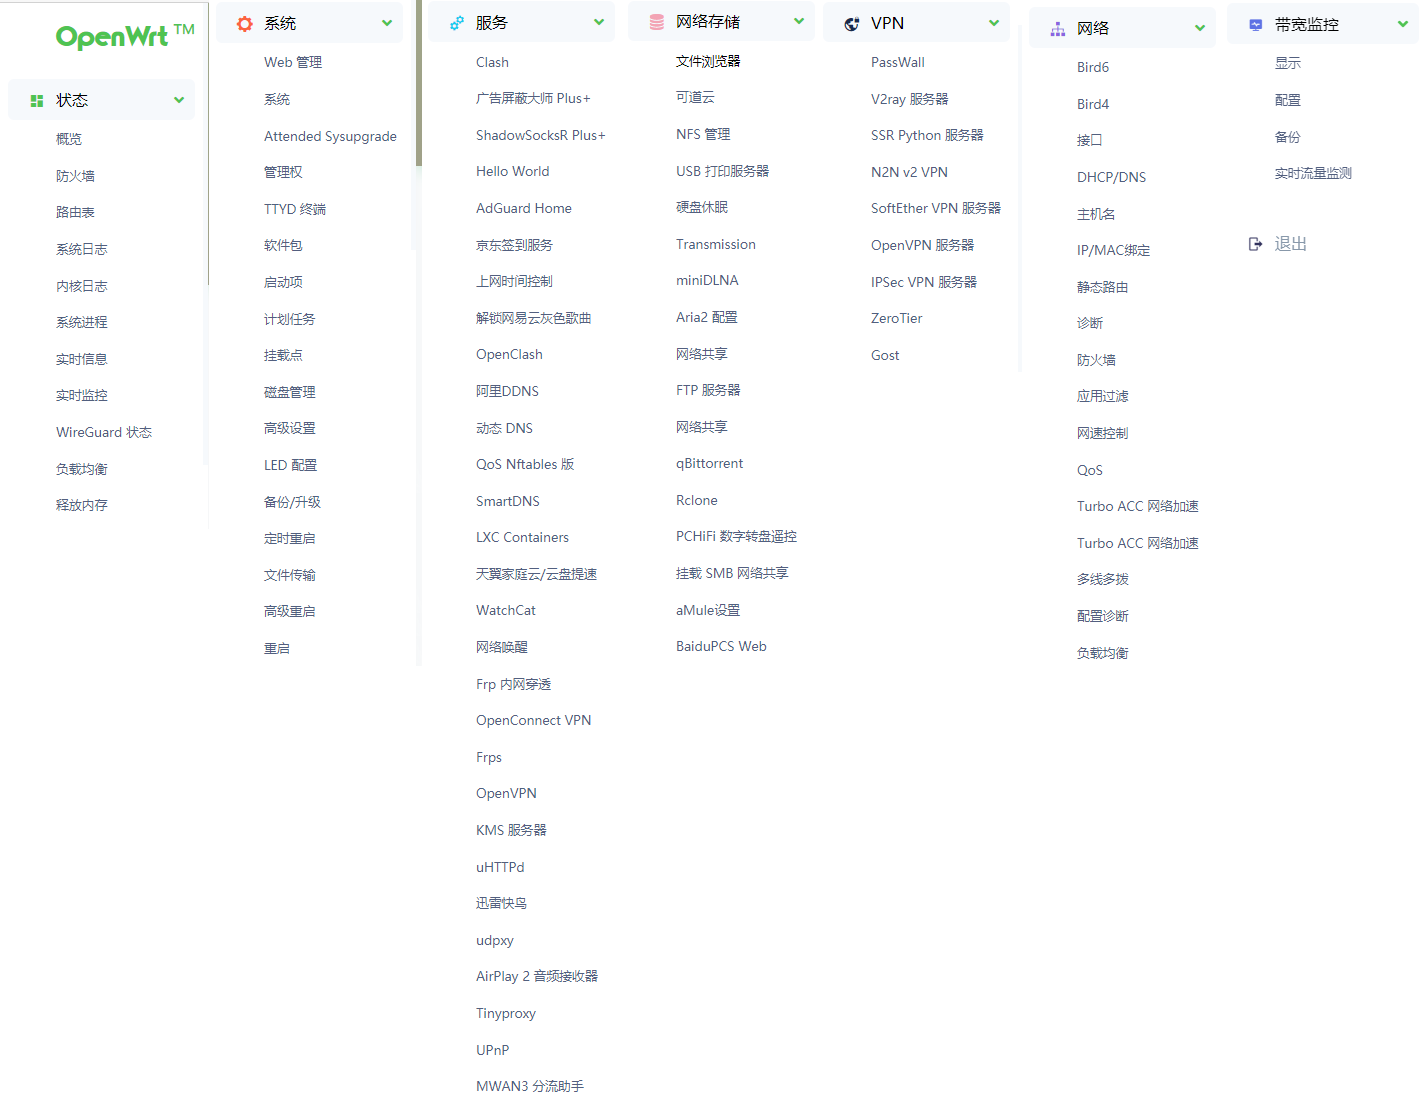 OpenWrt ™
状态
概览
防火墙
路由表
系统日志
内核日志
系统进程
实时信息
实时监控
WireGuard 状态
负载均衡
释放内存
系统
Web 管理
系统
Attended Sysupgrade
管理权
TTYD 终端
软件包
启动项
计划任务
挂载点
磁盘管理
高级设置
LED 配置
备份/升级
定时重启
文件传输
高级重启
重启
服务
Clash
广告屏蔽大师 Plus+
ShadowSocksR Plus+
Hello World
AdGuard Home
京东签到服务
上网时间控制
解锁网易云灰色歌曲
OpenClash
阿里DDNS
动态 DNS
QoS Nftables 版
SmartDNS
LXC Containers
天翼家庭云/云盘提速
WatchCat
网络唤醒
Frp 内网穿透
OpenConnect VPN
Frps
OpenVPN
KMS 服务器
uHTTPd
迅雷快鸟
udpxy
AirPlay 2 音频接收器
Tinyproxy
UPnP
MWAN3 分流助手
网络存储
文件浏览器
可道云
NFS 管理
USB 打印服务器
硬盘休眠
Transmission
miniDLNA
Aria2 配置
网络共享
FTP 服务器
网络共享
qBittorrent
Rclone
PCHiFi 数字转盘遥控
挂载 SMB 网络共享
aMule设置
BaiduPCS Web
VPN
PassWall
V2ray 服务器
SSR Python 服务器
N2N v2 VPN
SoftEther VPN 服务器
OpenVPN 服务器
IPSec VPN 服务器
ZeroTier
Gost
网络
Bird6
Bird4
接口
DHCP/DNS
主机名
IP/MAC绑定
静态路由
诊断
防火墙
应用过滤
网速控制
QoS
Turbo ACC 网络加速
Turbo ACC 网络加速
多线多拨
配置诊断
负载均衡
带宽监控
显示
配置
备份
实时流量监测
退出